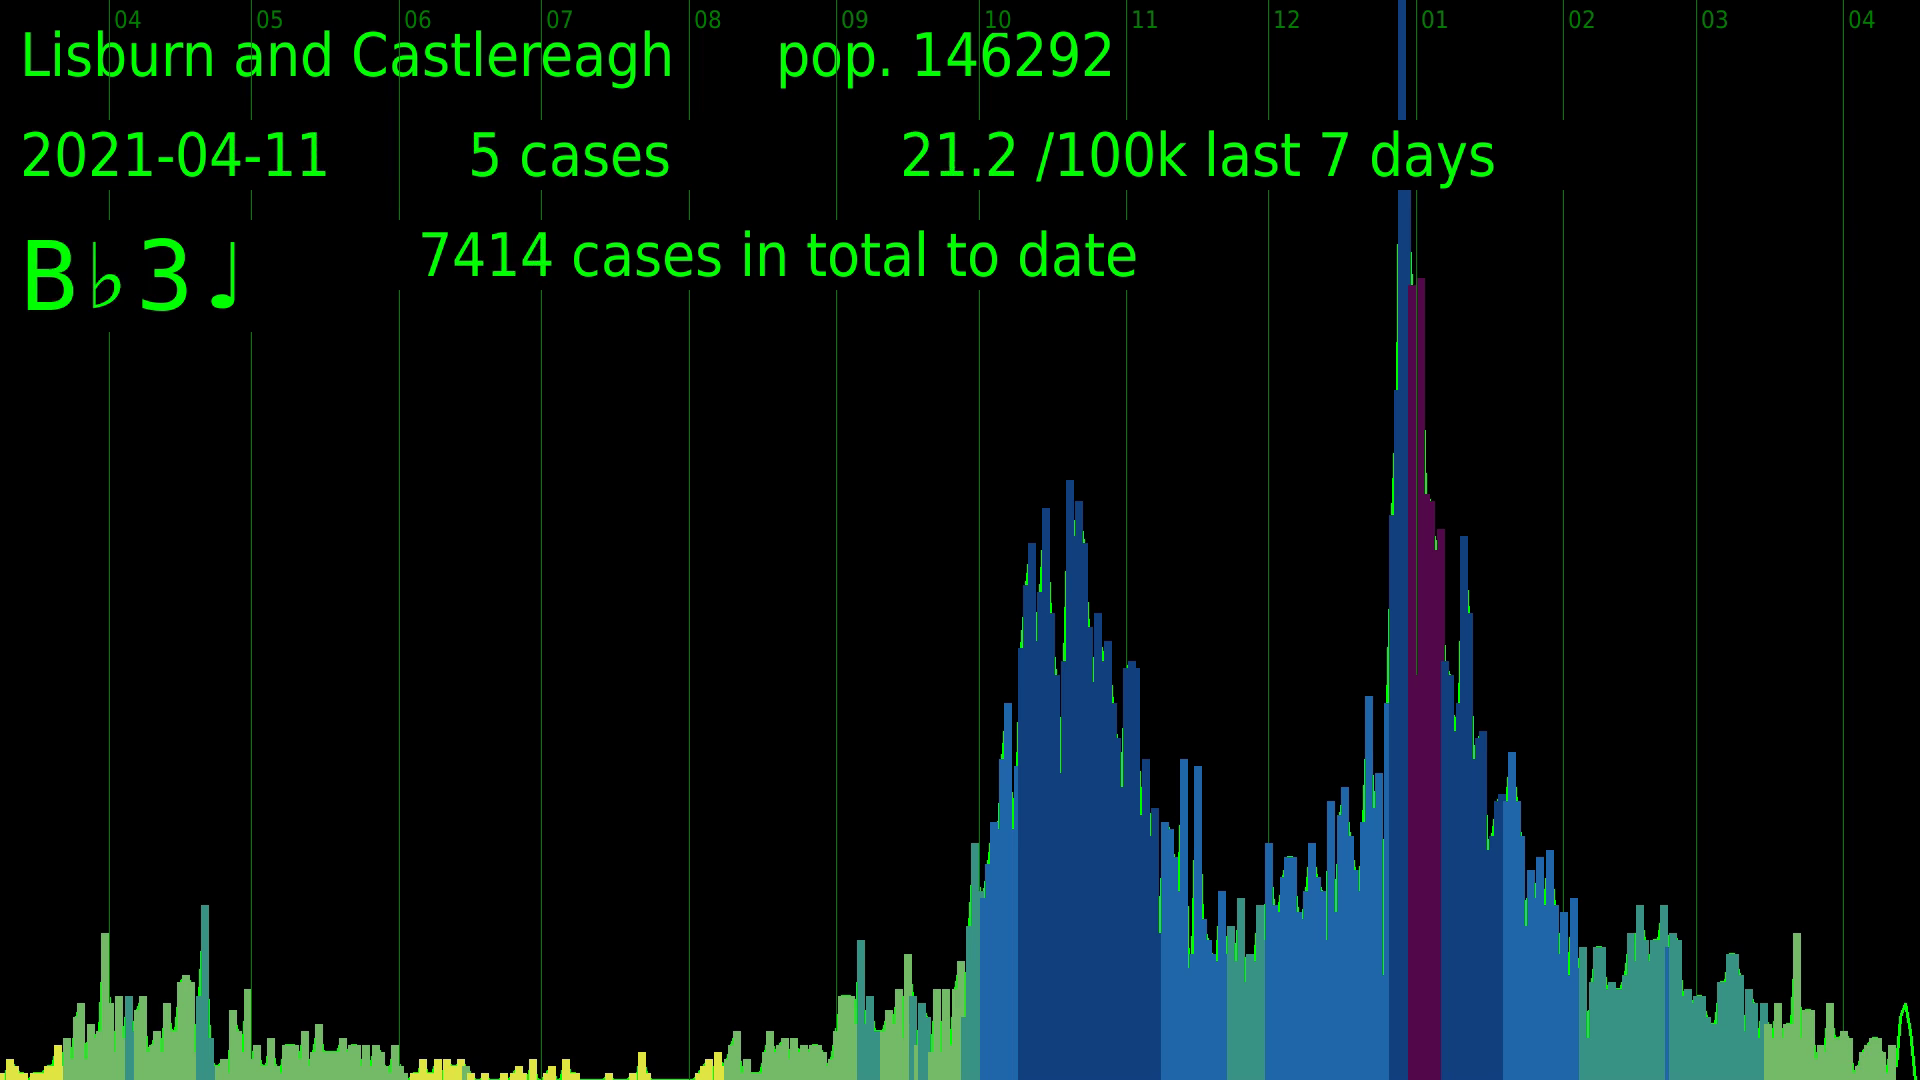 04 05 06 07 08 09 10 11 12 01 02 03 04
Lisburn and Castlereagh pop. 146292
2021-04-11 5 cases 21.2 /100k last 7 days
B♭3♩ 7414 cases in total to date